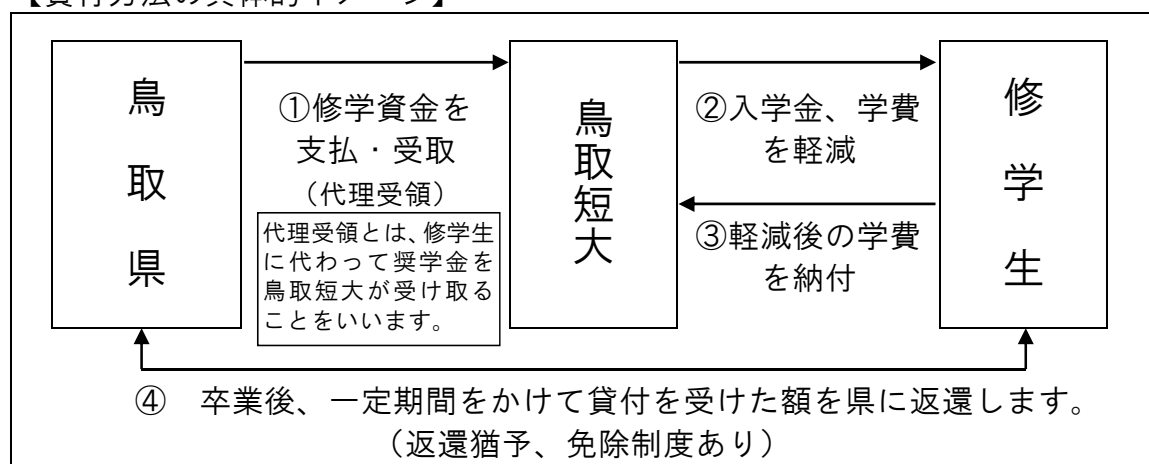 鳥取県
①修学資金を
支払・受取
（代理受領）
代理受領とは、修学生
に代わって奨学金を
鳥取短大が受け取る
ことをいいます。
鳥取短大
②入学金、学費
を軽減
③軽減後の学費
を納付
修学生
④　卒業後、一定期間をかけて貸付を受けた額を県に返還します。
（返還猶予、免除制度あり）